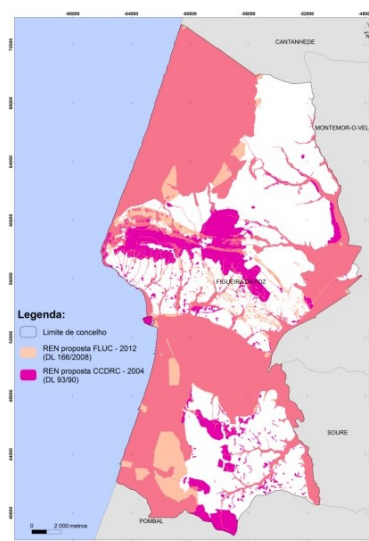 CANTANHEDE
MONTEMOR-O-VEL
FIGUEIRA DA FOZ
Legenda:
Limite de concelho
REN proposta FLUC - 2012
(DL 166/2008)
REN proposta CCDRC - 2004
(DL 93/90)
SOURE
0 2 000 metros
POMBAL